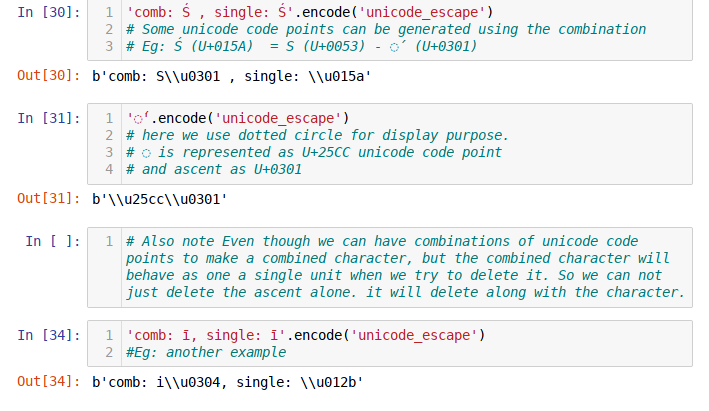 In [30]: 1 'comb: Ś , single: Ś'.encode('unicode_escape')
2 # Some unicode code points can be generated using the combination
3 # Eg: Ś (U+015A)  = S (U+0053) - ◌́ (U+0301)
Out[30]: b'comb: S\\u0301 , single: \\u015a'
In [31]: 1 '◌́'.encode('unicode_escape')
2 # here we use dotted circle for display purpose.
3 # ◌ is represented as U+25CC unicode code point
4 # and ascent as U+0301
Out[31]: b'\\u25cc\\u0301'
In [ ]: 1 # Also note Even though we can have combinations of unicode code
points to make a combined character, but the combined character will
behave as one a single unit when we try to delete it. So we can not
just delete the ascent alone. it will delete along with the character.
In [34]: 1 'comb: ī, single: ī'.encode('unicode_escape')
2 #Eg: another example
Out[34]: b'comb: i\\u0304, single: \\u012b'